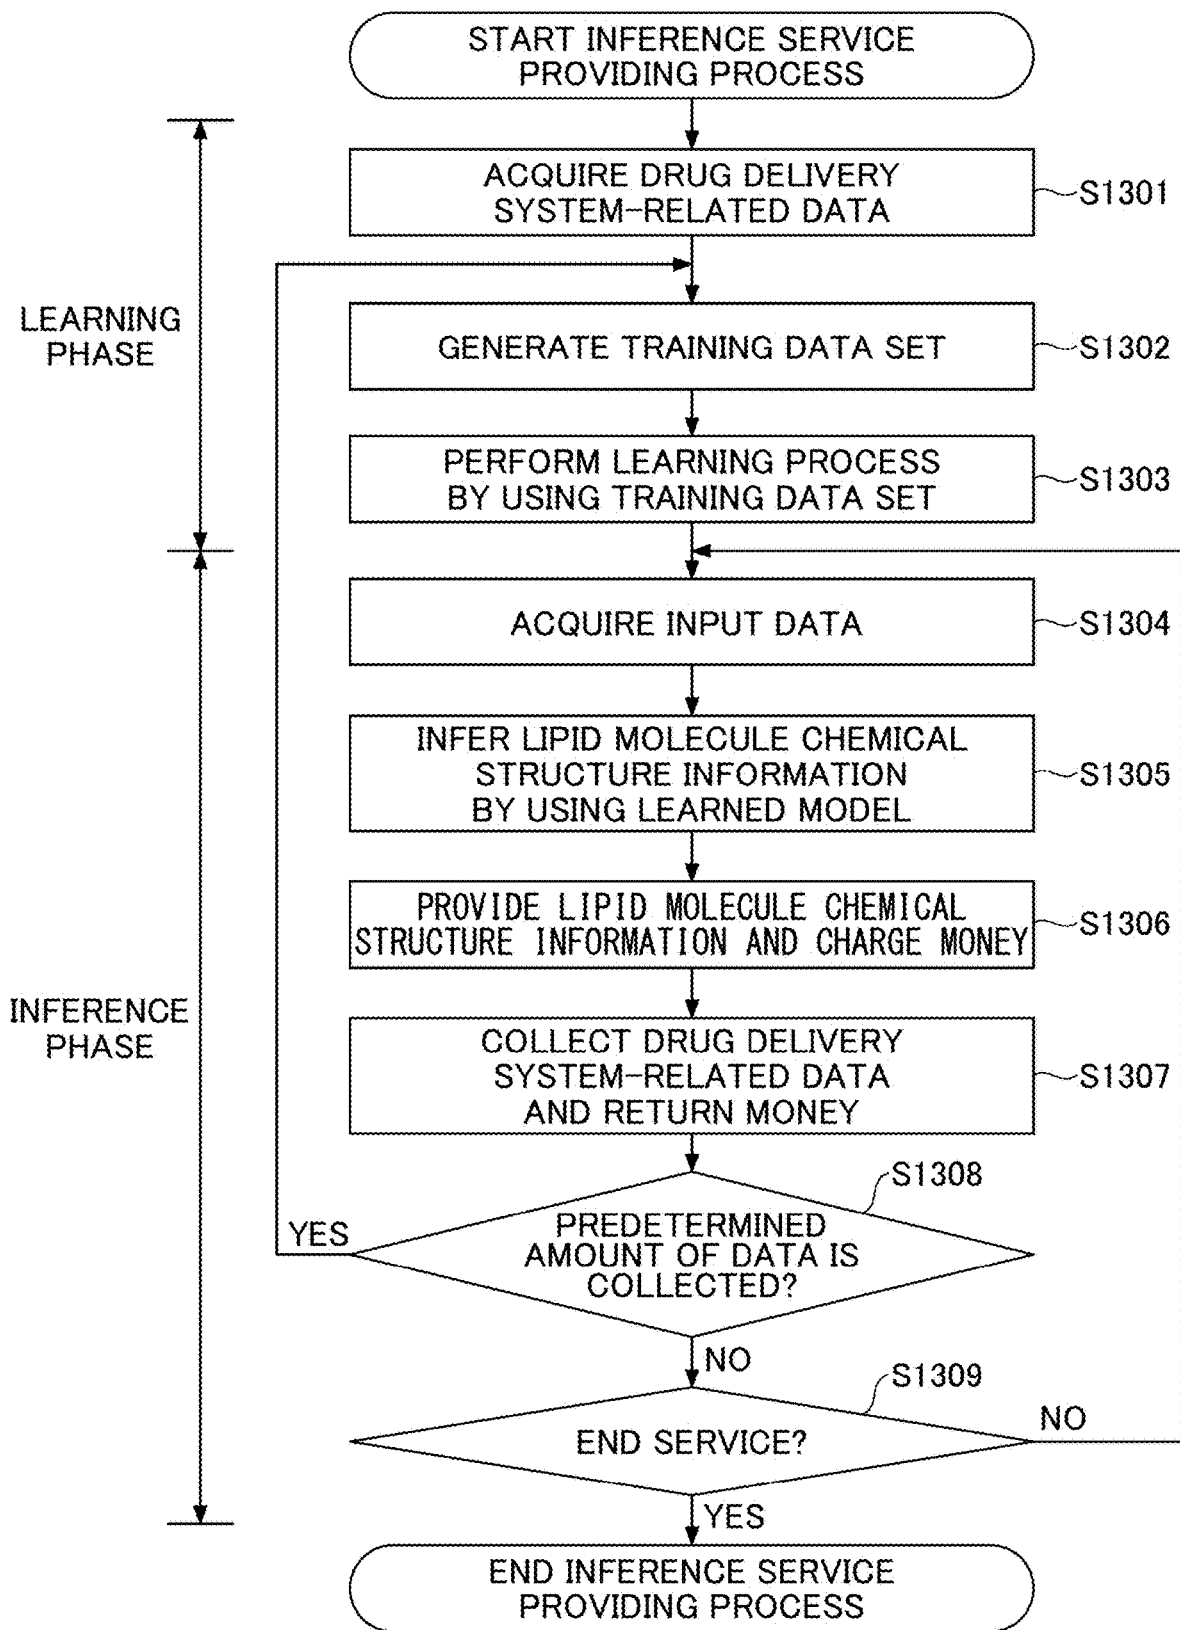 START INFERENCE SERVICE
PROVIDING PROCESS
ACQUIRE DRUG DELIVERY
SYSTEM-RELATED DATA
S1301
LEARNING
PHASE
GENERATE TRAINING DATA SET
S1302
PERFORM LEARNING PROCESS
BY USING TRAINING DATA SET
S1303
ACQUIRE INPUT DATA
S1304
INFER LIPID MOLECULE CHEMICAL
STRUCTURE INFORMATION
BY USING LEARNED MODEL
S1305
PROVIDE LIPID MOLECULE CHEMICAL
STRUCTURE INFORMATION AND CHARGE MONEY
S1306
INFERENCE
PHASE
COLLECT DRUG DELIVERY
SYSTEM-RELATED DATA
AND RETURN MONEY
S1307
S1308
YES
PREDETERMINED
AMOUNT OF DATA IS
COLLECTED?
NO
S1309
END SERVICE?
NO
YES
END INFERENCE SERVICE
PROVIDING PROCESS